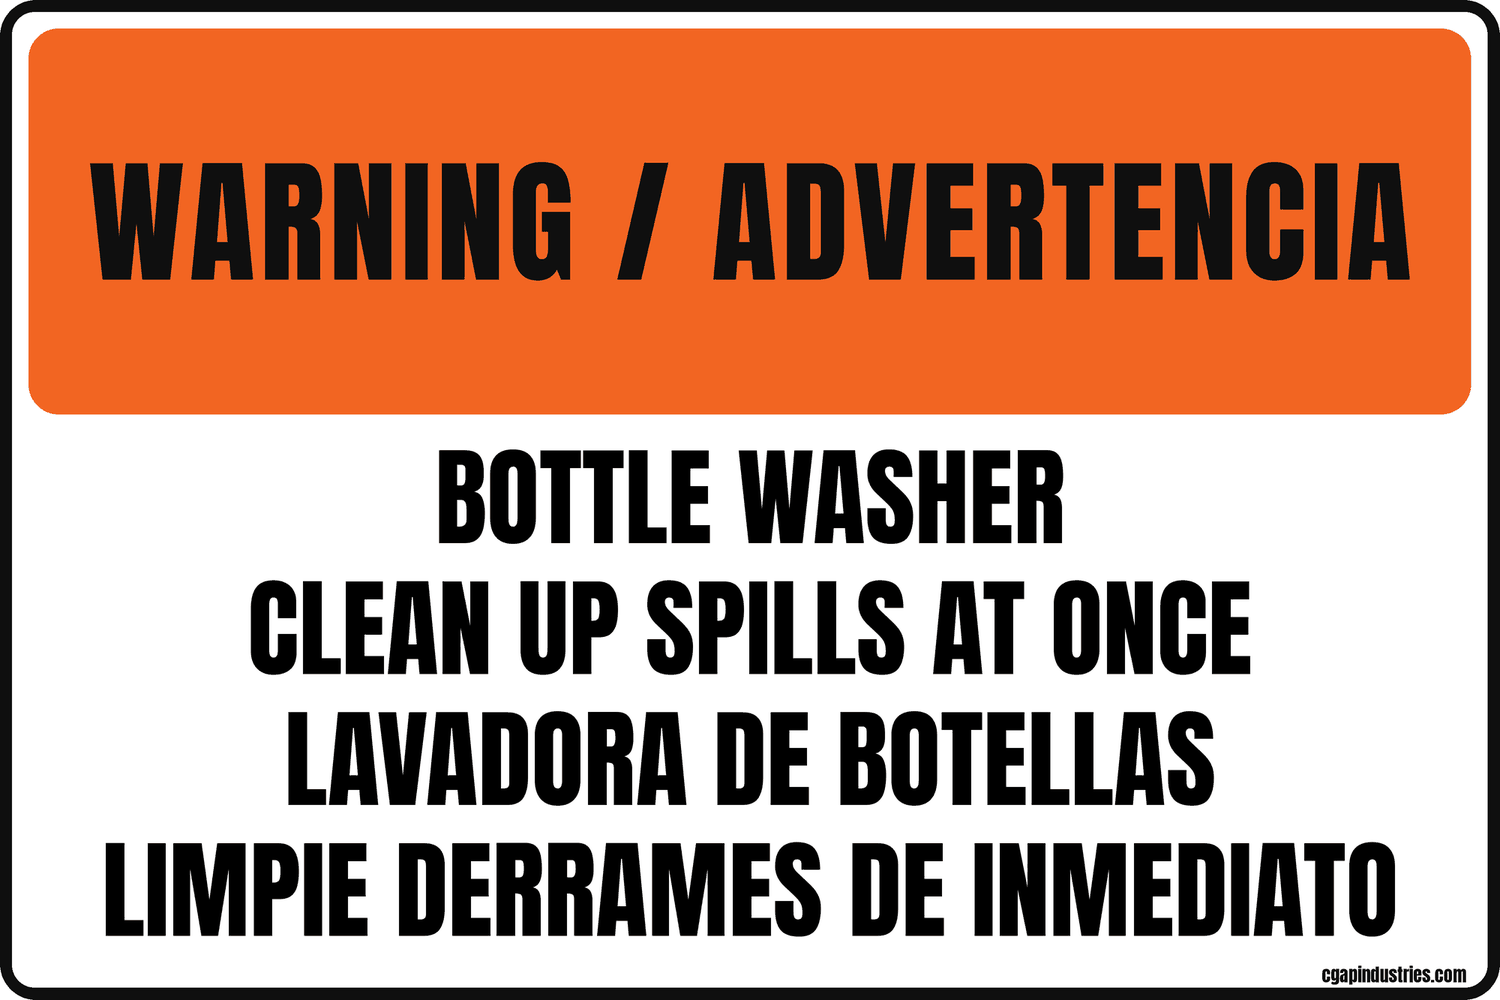 WARNING / ADVERTENCIA
BOTTLE WASHER
CLEAN UP SPILLS AT ONCE
LAVADORA DE BOTELLAS
LIMPIE DERRAMES DE INMEDIATO
cgapindustries.com